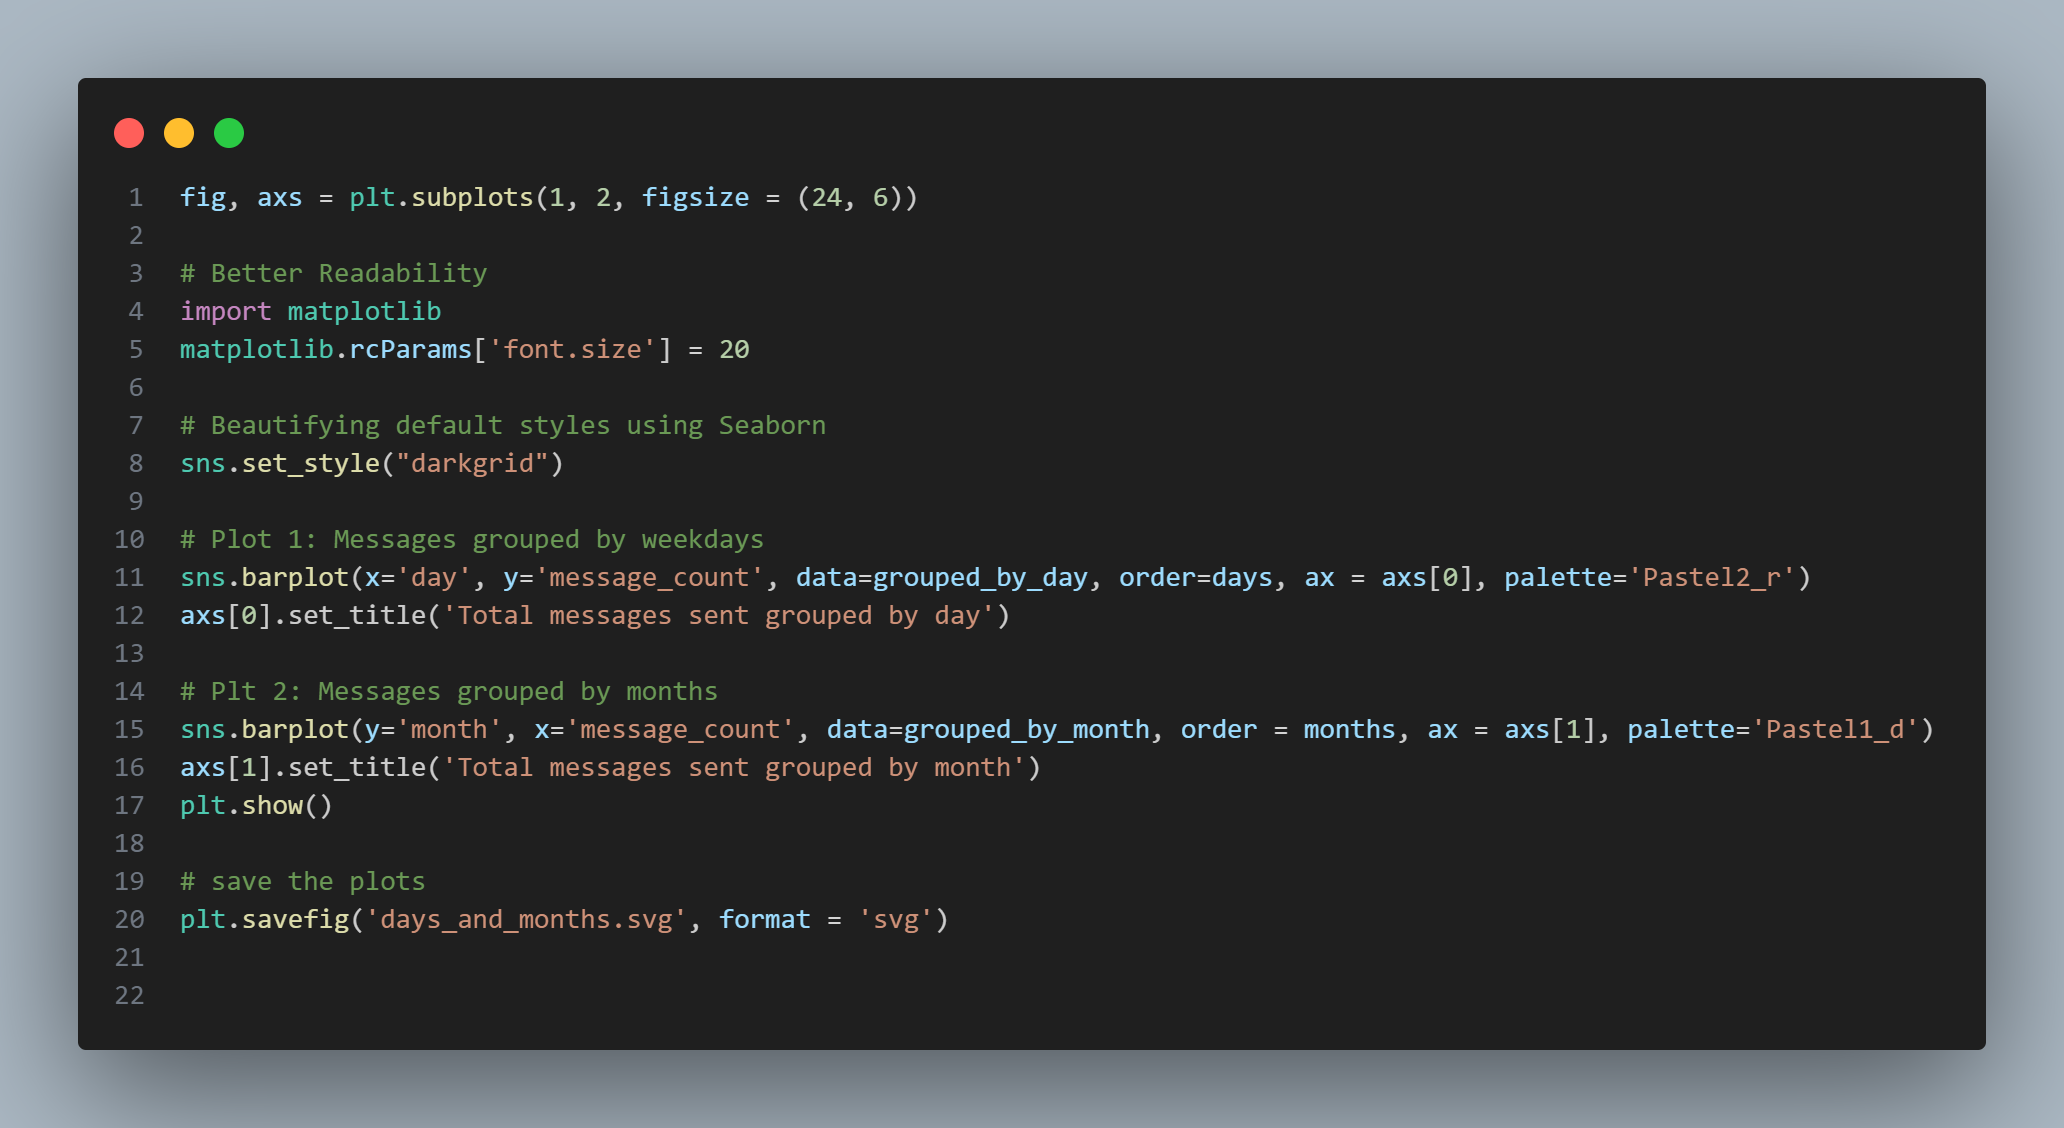 1 fig, axs = plt.subplots(1, 2, figsize = (24, 6))
2
3 # Better Readability
4 import matplotlib
5 matplotlib.rcParams['font.size'] = 20
6
7 # Beautifying default styles using Seaborn
8 sns.set_style("darkgrid")
9
10 # Plot 1: Messages grouped by weekdays
11 sns.barplot(x='day', y='message_count', data=grouped_by_day, order=days, ax = axs[0], palette='Pastel2_r')
12 axs[0].set_title('Total messages sent grouped by day')
13
14 # Plt 2: Messages grouped by months
15 sns.barplot(y='month', x='message_count', data=grouped_by_month, order = months, ax = axs[1], palette='Pastel1_d')
16 axs[1].set_title('Total messages sent grouped by month')
17 plt.show()
18
19 # save the plots
20 plt.savefig('days_and_months.svg', format = 'svg')
21
22